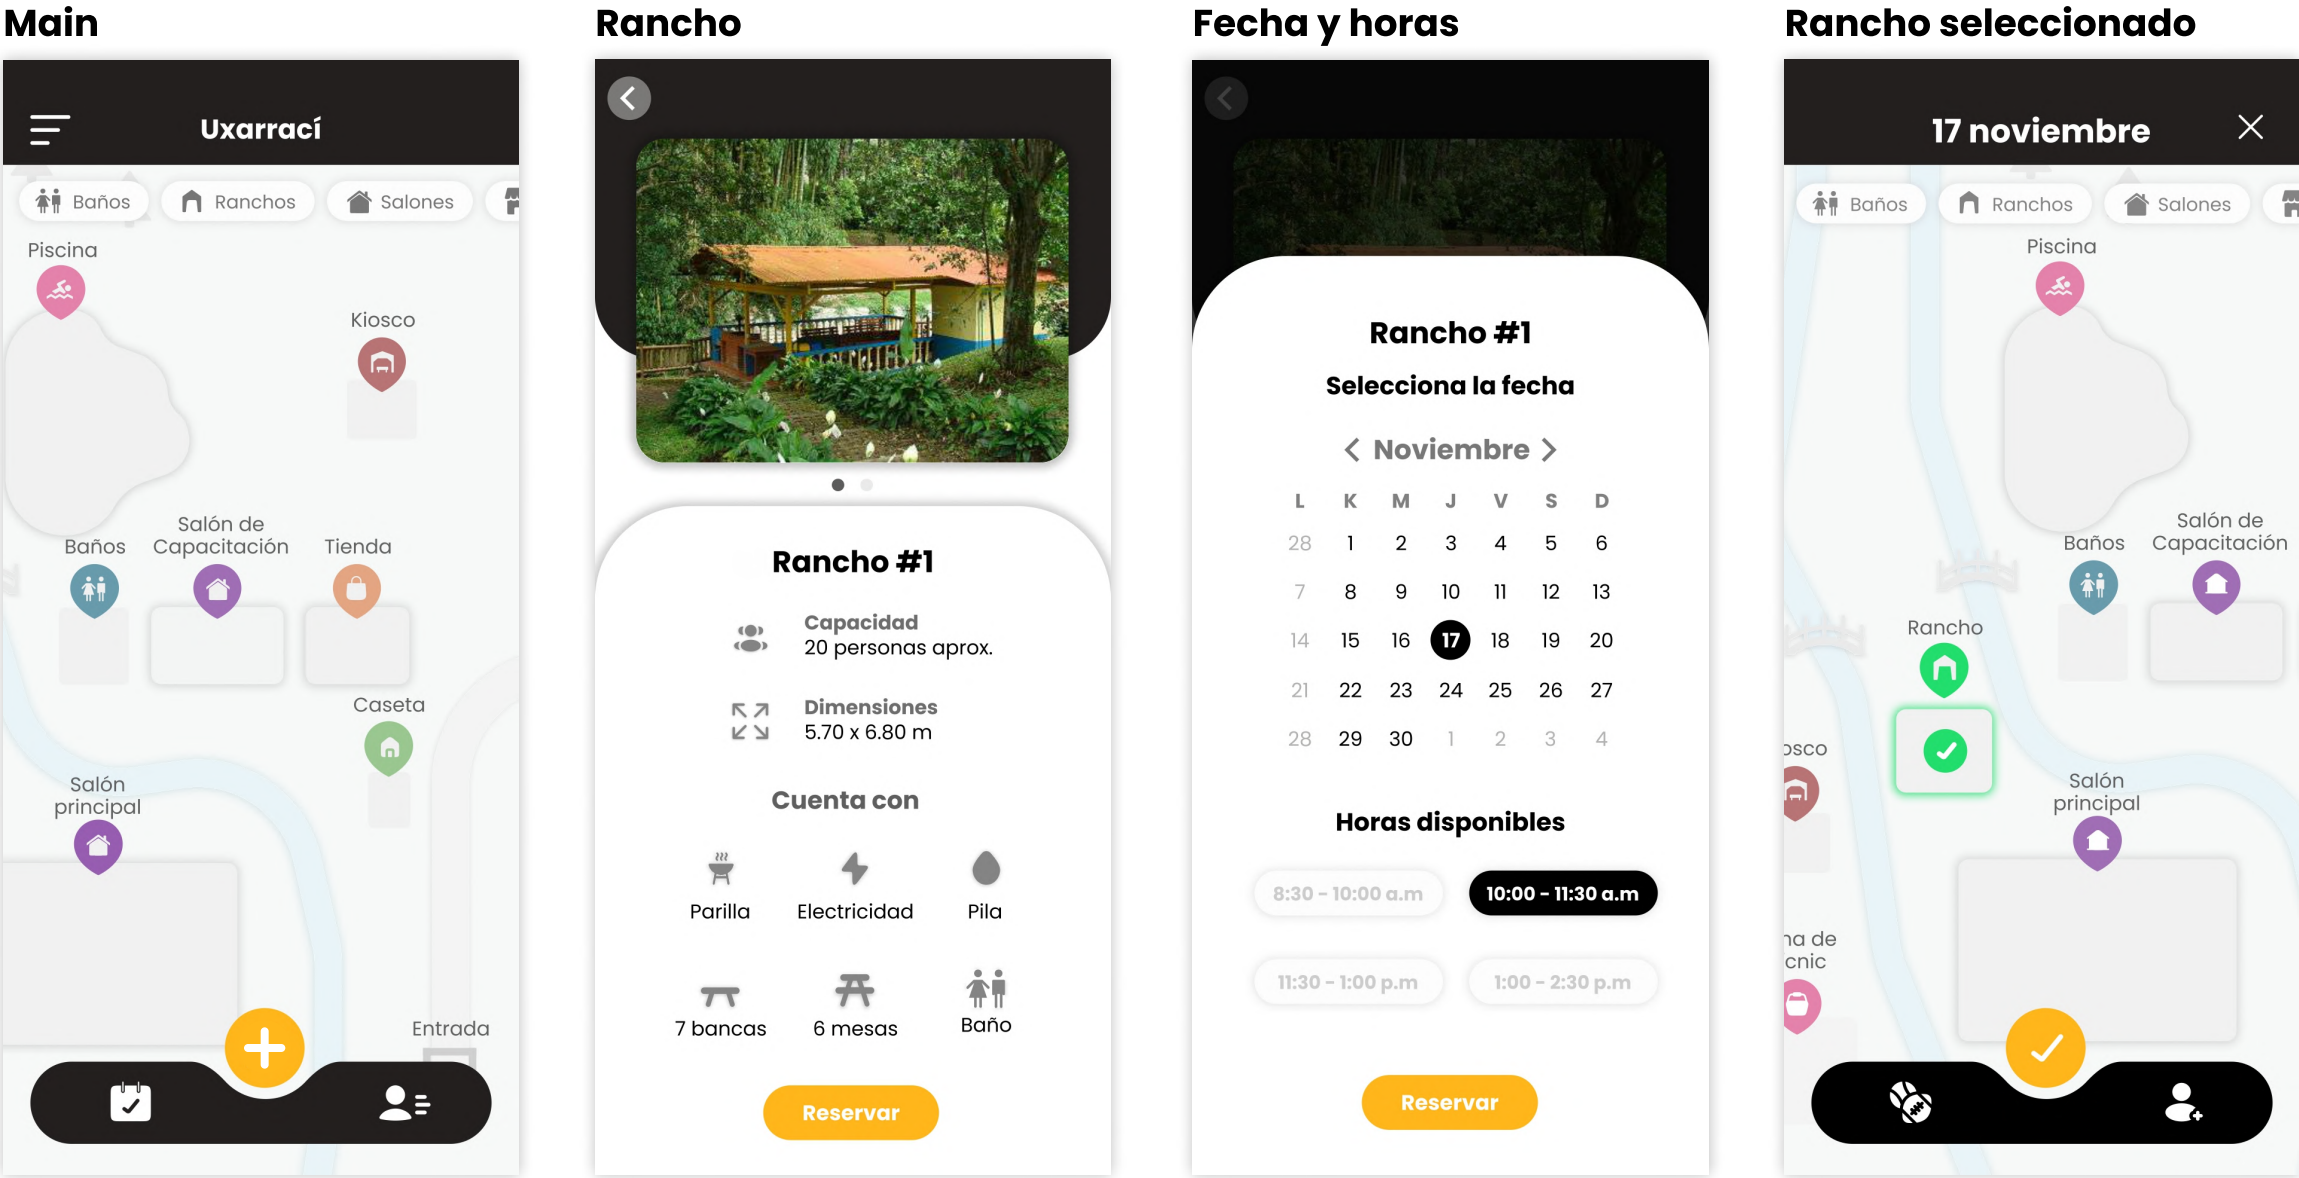 Main
Uxarrací
Baños
Ranchos
Salones
Piscina
Kiosco
Salón de
Capacitación
Baños
Tienda
Caseta
Salón
principal
Entrada
Rancho
Rancho #1
Capacidad
20 personas aprox.
Dimensiones
5.70 x 6.80 m
Cuenta con
Parilla
Electricidad
Pila
7 bancas
6 mesas
Baño
Reservar
Fecha y horas
Rancho #1
Selecciona la fecha
Noviembre
L K M J V S D
28 1 2 3 4 5 6
7 8 9 10 11 12 13
14 15 16 17 18 19 20
21 22 23 24 25 26 27
28 29 30 1 2 3 4
Horas disponibles
8:30 - 10:00 a.m
10:00 - 11:30 a.m
11:30 - 1:00 p.m
1:00 - 2:30 p.m
Reservar
Rancho seleccionado
17 noviembre
Baños
Ranchos
Salones
Piscina
Salón de
Capacitación
Baños
Rancho
osco
Salón
principal
na de
cnic